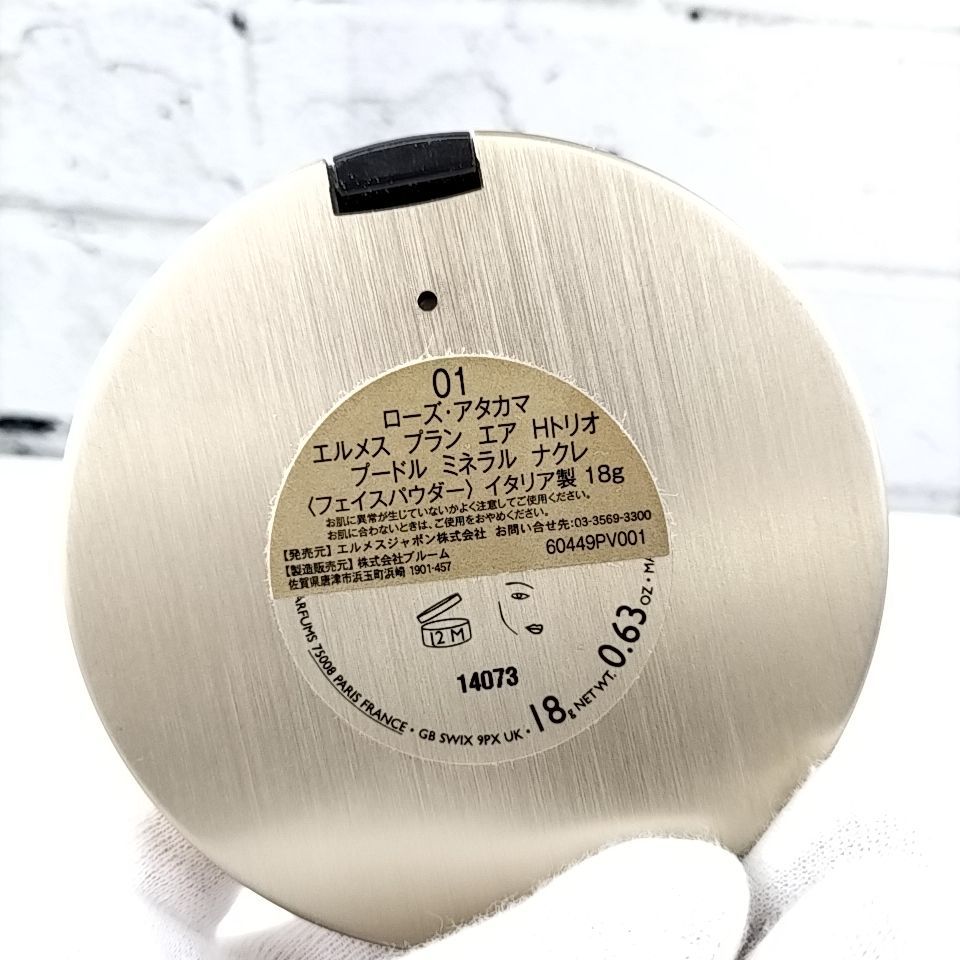 01
ローズ・アタカマ
エルメス プラン エア Hトリオ
プードル ミネラル ナクレ
〈フェイスパウダー〉 イタリア製 18g
お肌に異常が生じていないかよく注意してご使用ください。
お肌に合わないときは、ご使用をおやめください。
【発売元】エルメスジャポン株式会社 お問い合せ先:03-3569-3300
【製造販売元】株式会社ブルーム 60449PV001
佐賀県唐津市浜玉町浜崎 1901-457
12 M
14073
ARFUMS 75008 PARIS FRANCE · GB SW1X 9PX UK · 18g NET WT. 0.63 OZ · MA